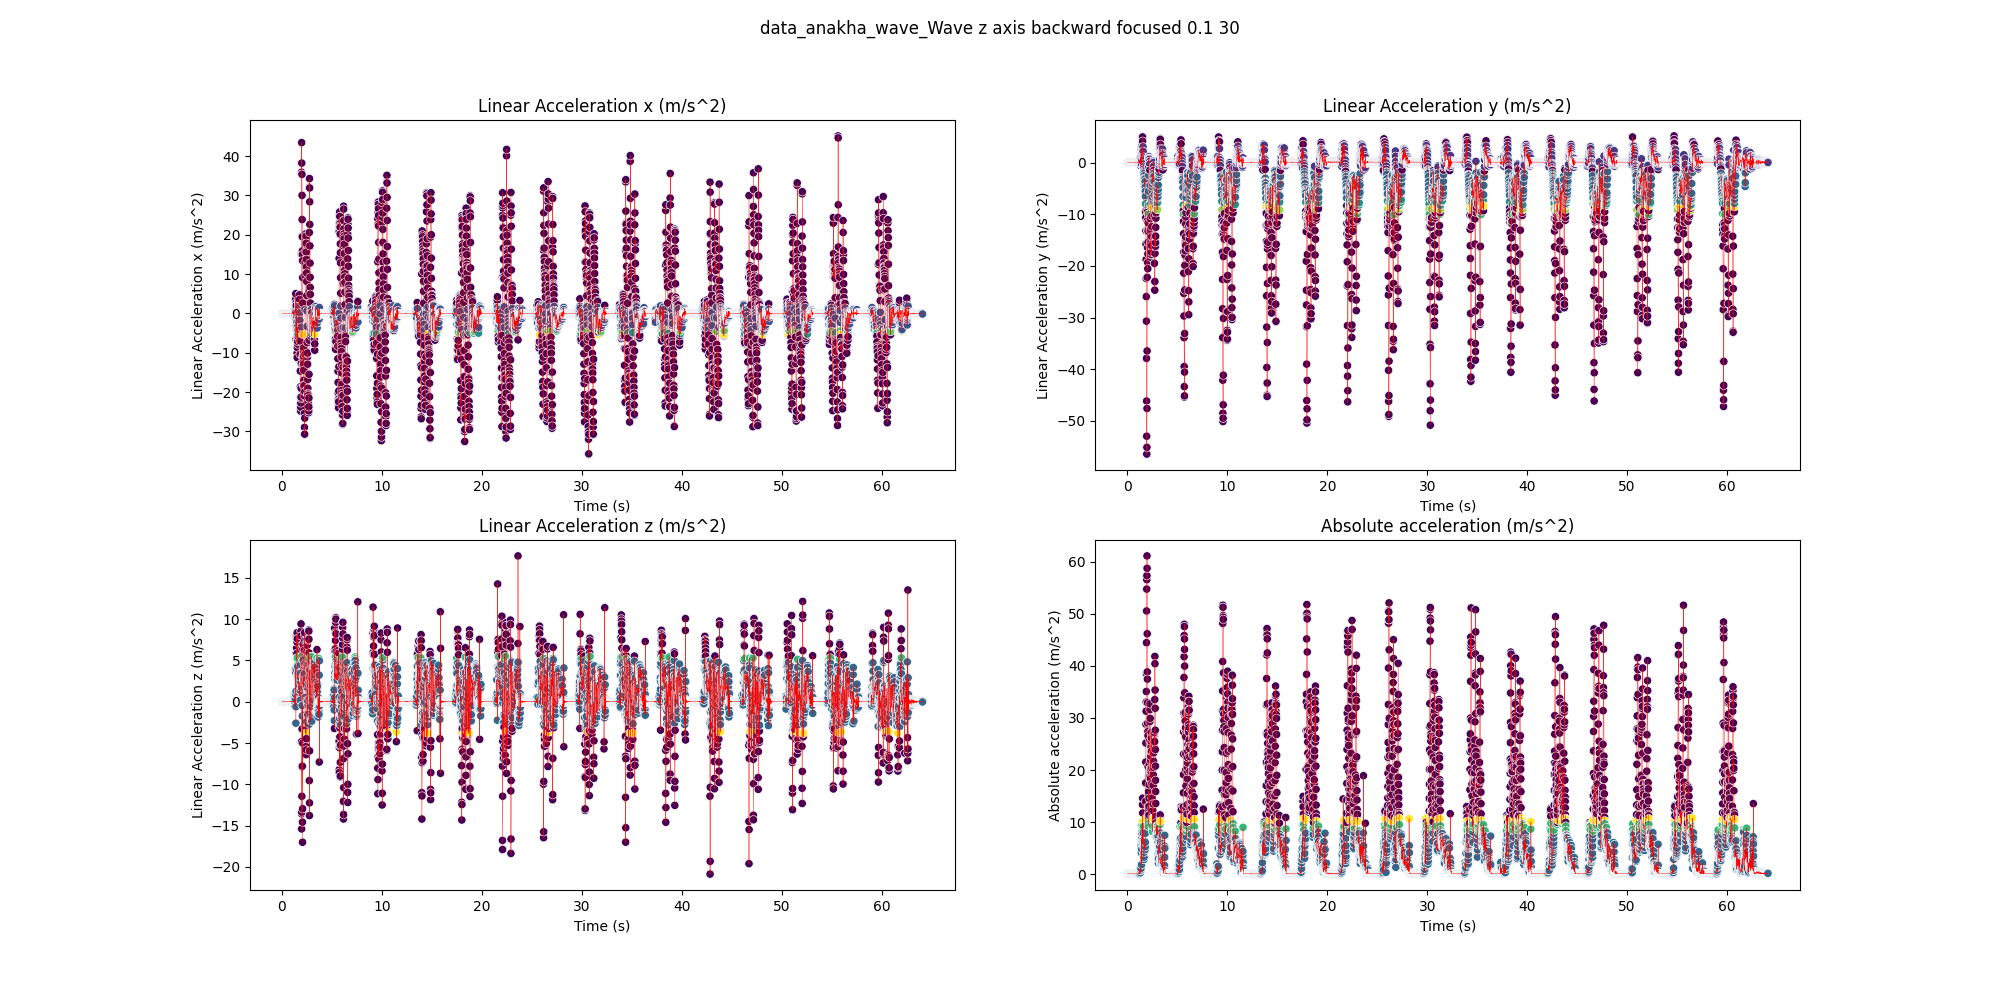 data_anakha_wave_Wave z axis backward focused 0.1 30
Linear Acceleration x (m/s^2)
Linear Acceleration x (m/s^2)
40
30
20
10
0
−10
−20
−30
0 10 20 30 40 50 60
Time (s)
Linear Acceleration y (m/s^2)
Linear Acceleration y (m/s^2)
0
−10
−20
−30
−40
−50
0 10 20 30 40 50 60
Time (s)
Linear Acceleration z (m/s^2)
Linear Acceleration z (m/s^2)
15
10
5
0
−5
−10
−15
−20
0 10 20 30 40 50 60
Time (s)
Absolute acceleration (m/s^2)
Absolute acceleration (m/s^2)
60
50
40
30
20
10
0
0 10 20 30 40 50 60
Time (s)